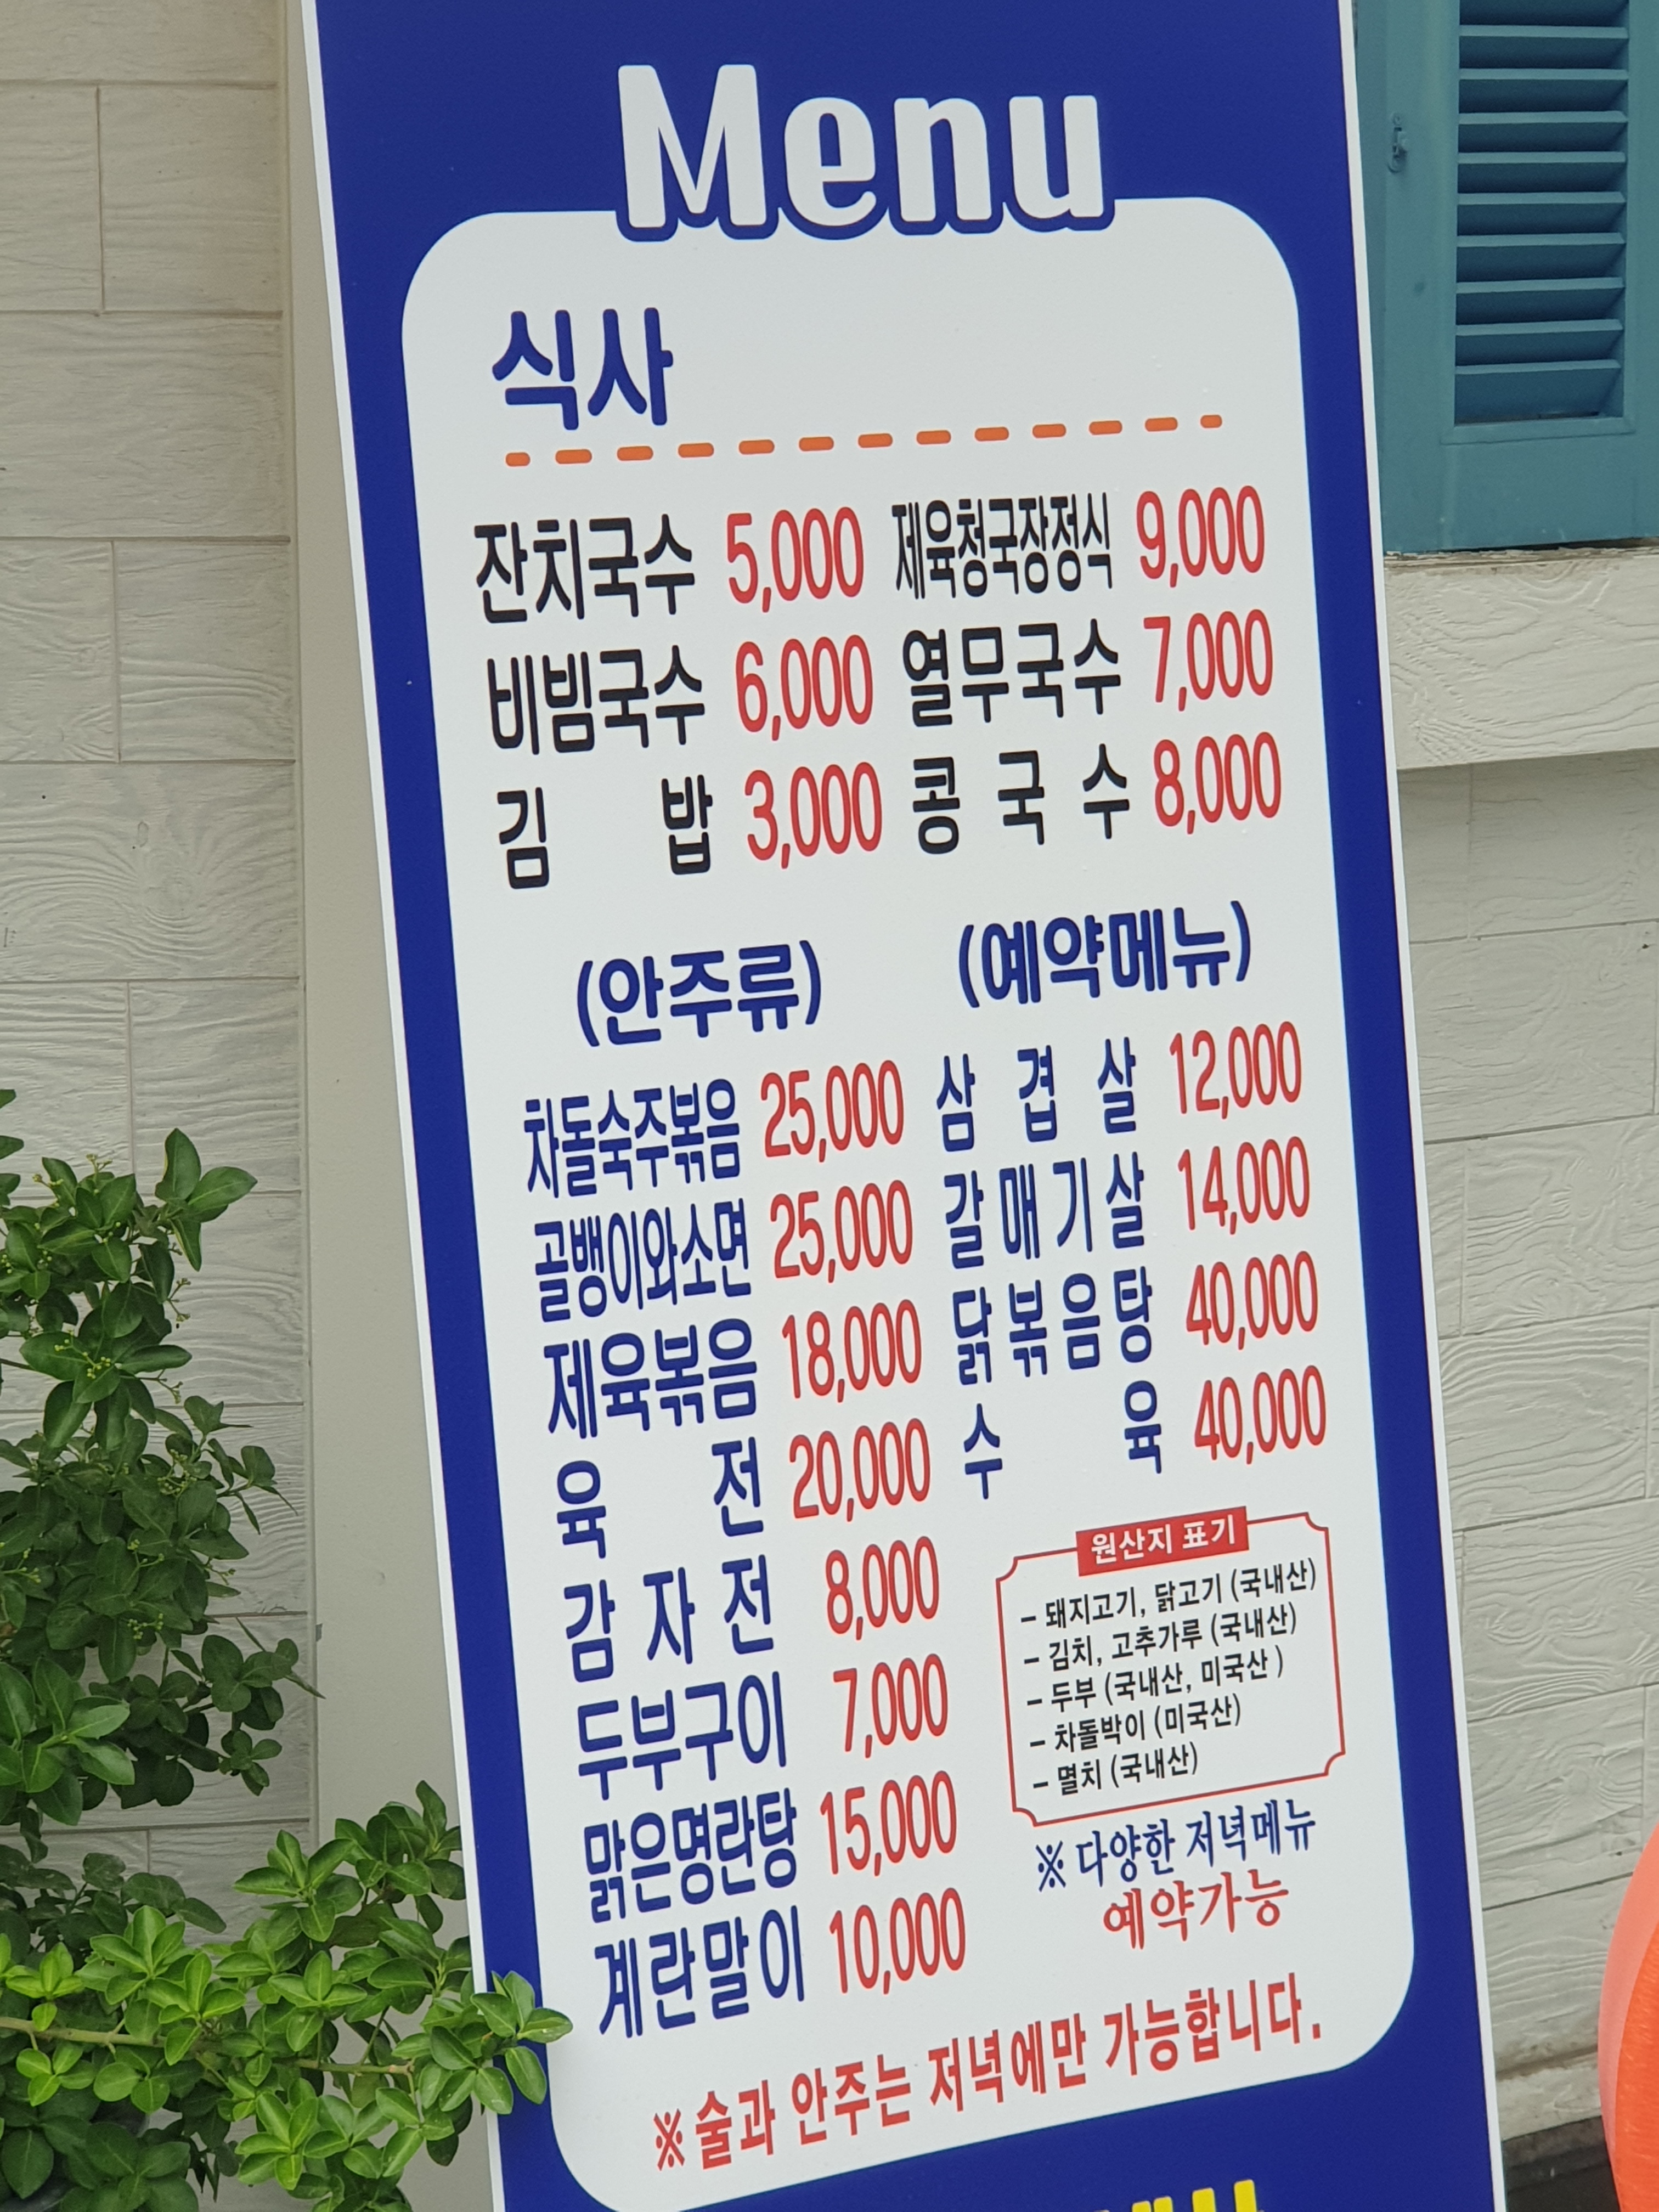 Menu
식사
잔치국수 5,000 제육청국장정식 9,000
비빔국수 6,000 열무국수 7,000
김 밥 3,000 콩국수 8,000
(안주류)
차돌숙주볶음 25,000
골뱅이와소면 25,000
제육볶음 18,000
육 전 20,000
감자전 8,000
두부구이 7,000
맑은명란탕 15,000
계란말이 10,000
(예약메뉴)
삼겹살 12,000
갈매기살 14,000
닭볶음탕 40,000
수 육 40,000
원산지 표기
- 돼지고기, 닭고기 (국내산)
- 김치, 고추가루 (국내산)
- 두부 (국내산, 미국산 )
- 차돌박이 (미국산)
- 멸치 (국내산)
※ 다양한 저녁메뉴
예약가능
※ 술과 안주는 저녁에만 가능합니다.